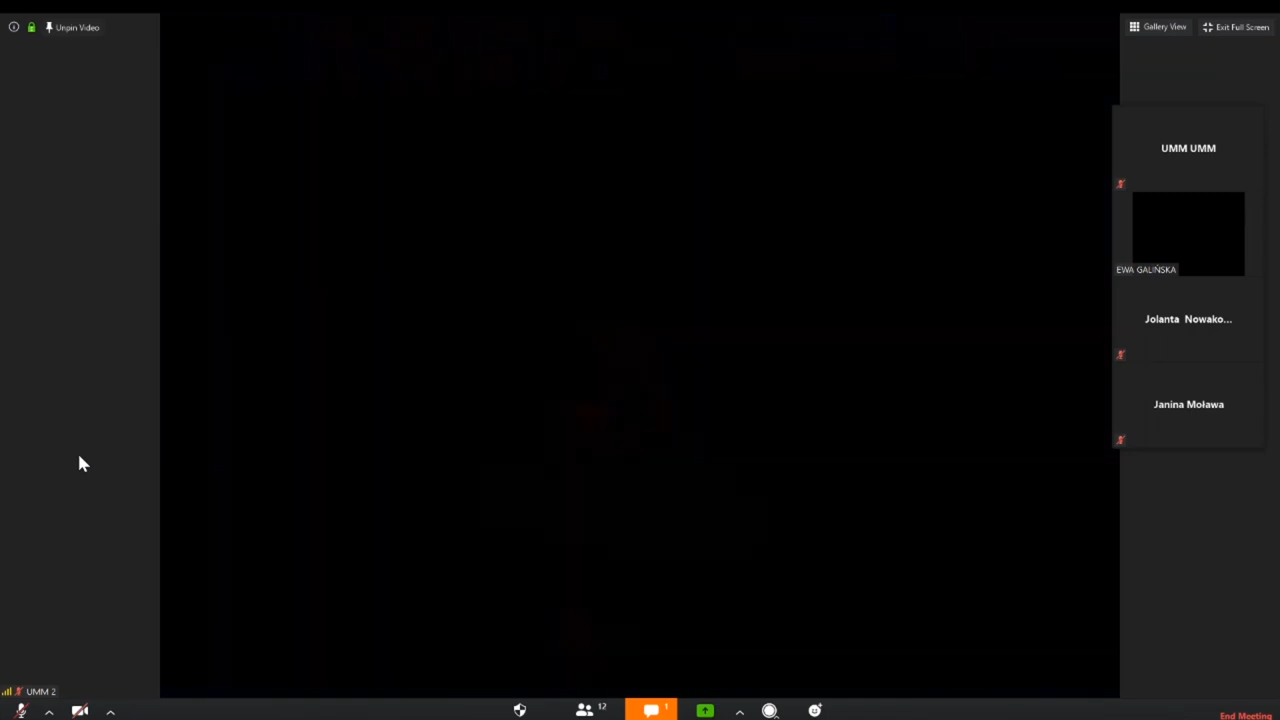 Unpin Video
Gallery View
Exit Full Screen
UMM UMM
EWA GALIŃSKA
Jolanta Nowako...
Janina Moława
UMM 2
12
1
End Meeting